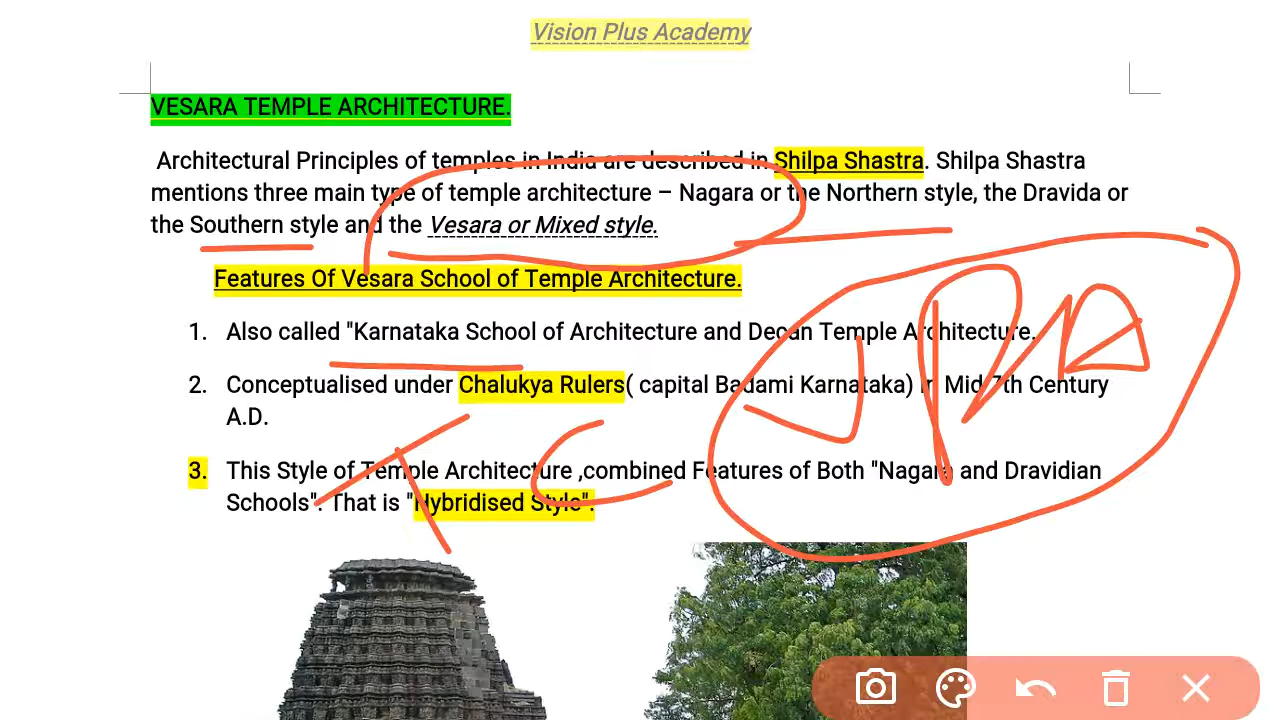 Vision Plus Academy
VESARA TEMPLE ARCHITECTURE.
Architectural Principles of temples in India are described in Shilpa Shastra. Shilpa Shastra
mentions three main type of temple architecture – Nagara or the Northern style, the Dravida or
the Southern style and the Vesara or Mixed style.
Features Of Vesara School of Temple Architecture.
1. Also called "Karnataka School of Architecture and Decan Temple Architecture.
2. Conceptualised under Chalukya Rulers( capital Badami Karnataka) in Mid 7th Century
A.D.
3. This Style of Temple Architecture ,combined Features of Both "Nagara and Dravidian
Schools". That is "Hybridised Style".